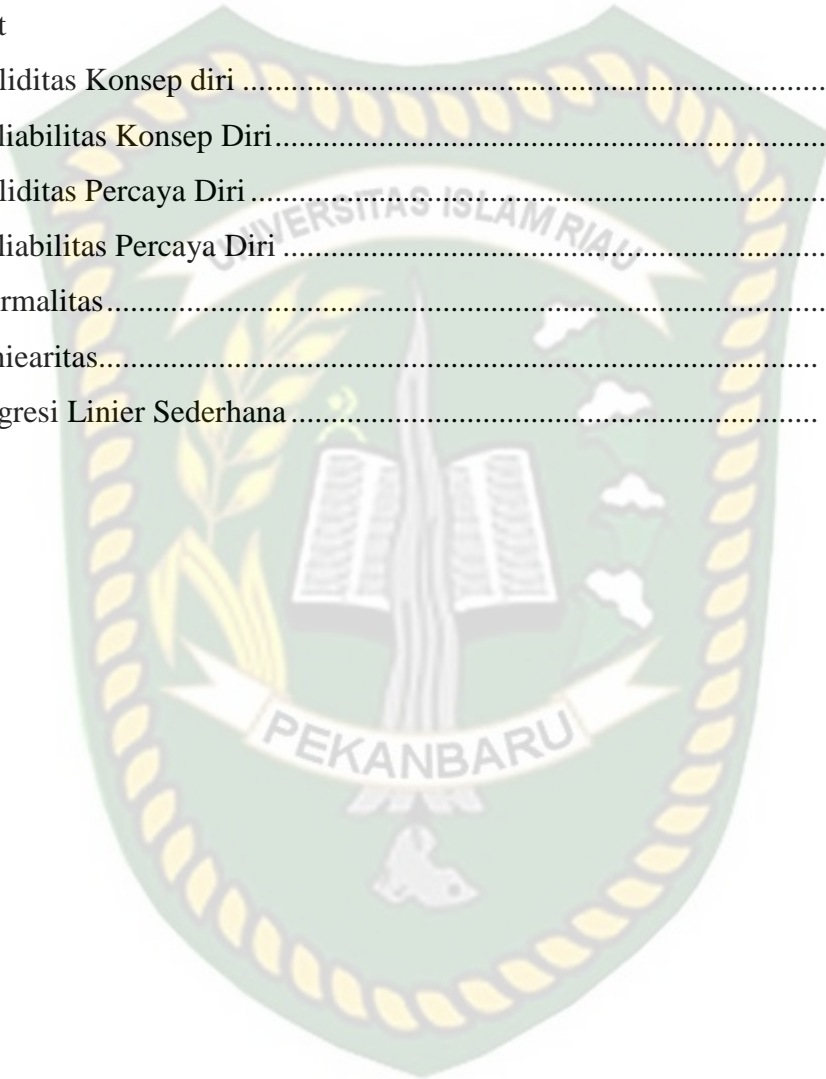 t
liditas Konsep diri ........................................................................
liabilitas Konsep Diri....................................................................
liditas Percaya Diri .......................................................................
liabilitas Percaya Diri ...................................................................
rmalitas.........................................................................................
niearitas.........................................................................................
gresi Linier Sederhana .................................................................
UNIVERSITAS ISLAM RIAU
PEKANBARU